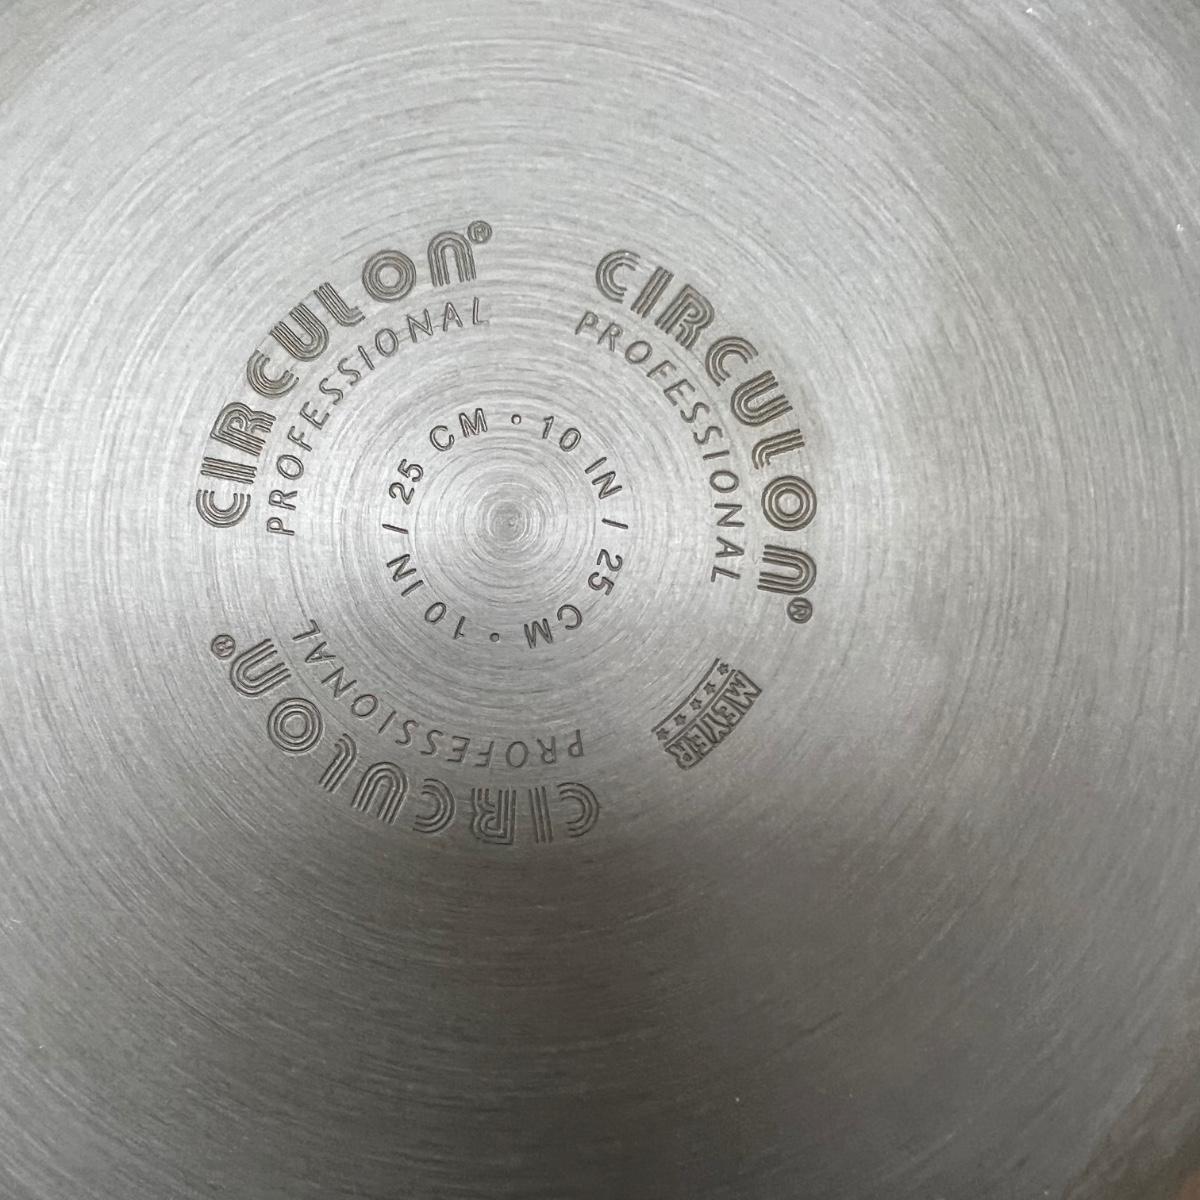 CIRCULON®
PROFESSIONAL
CIRCULON®
PROFESSIONAL
MEYER
CIRCULON®
PROFESSIONAL
10 IN / 25 CM • 10 IN / 25 CM •